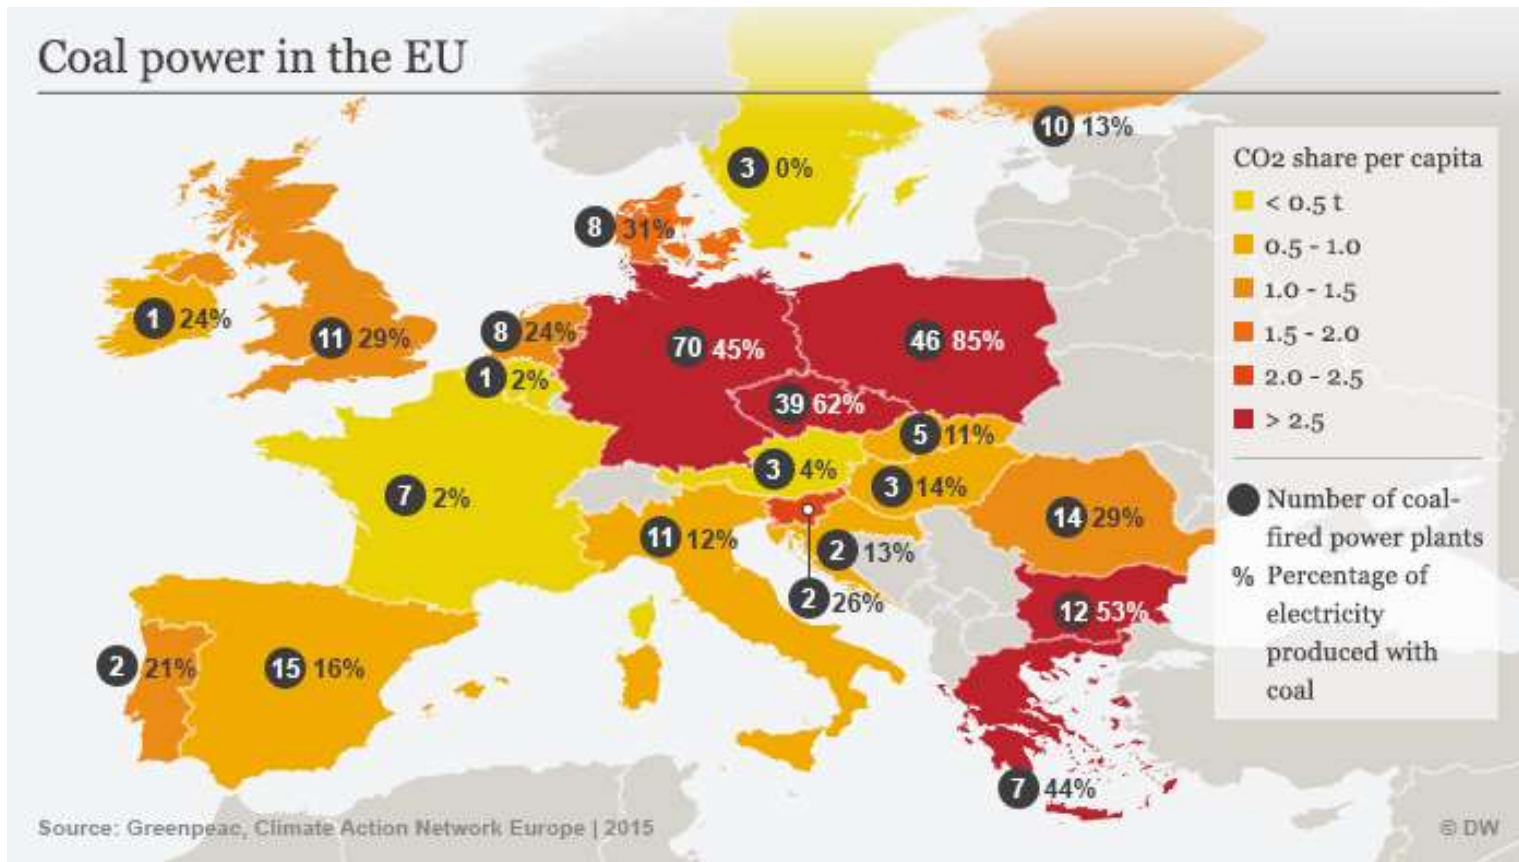 Coal power in the EU
10 13%
3 0%
8 31%
1 24%
11 29%
8 24%
1 2%
70 45%
46 85%
39 62%
5 11%
3 4%
3 14%
7 2%
11 12%
2 13%
2 26%
14 29%
12 53%
2 21%
15 16%
7 44%
CO2 share per capita
< 0.5 t
0.5 - 1.0
1.0 - 1.5
1.5 - 2.0
2.0 - 2.5
> 2.5
Number of coal-
fired power plants
% Percentage of
electricity
produced with
coal
Source: Greenpeac, Climate Action Network Europe | 2015
© DW